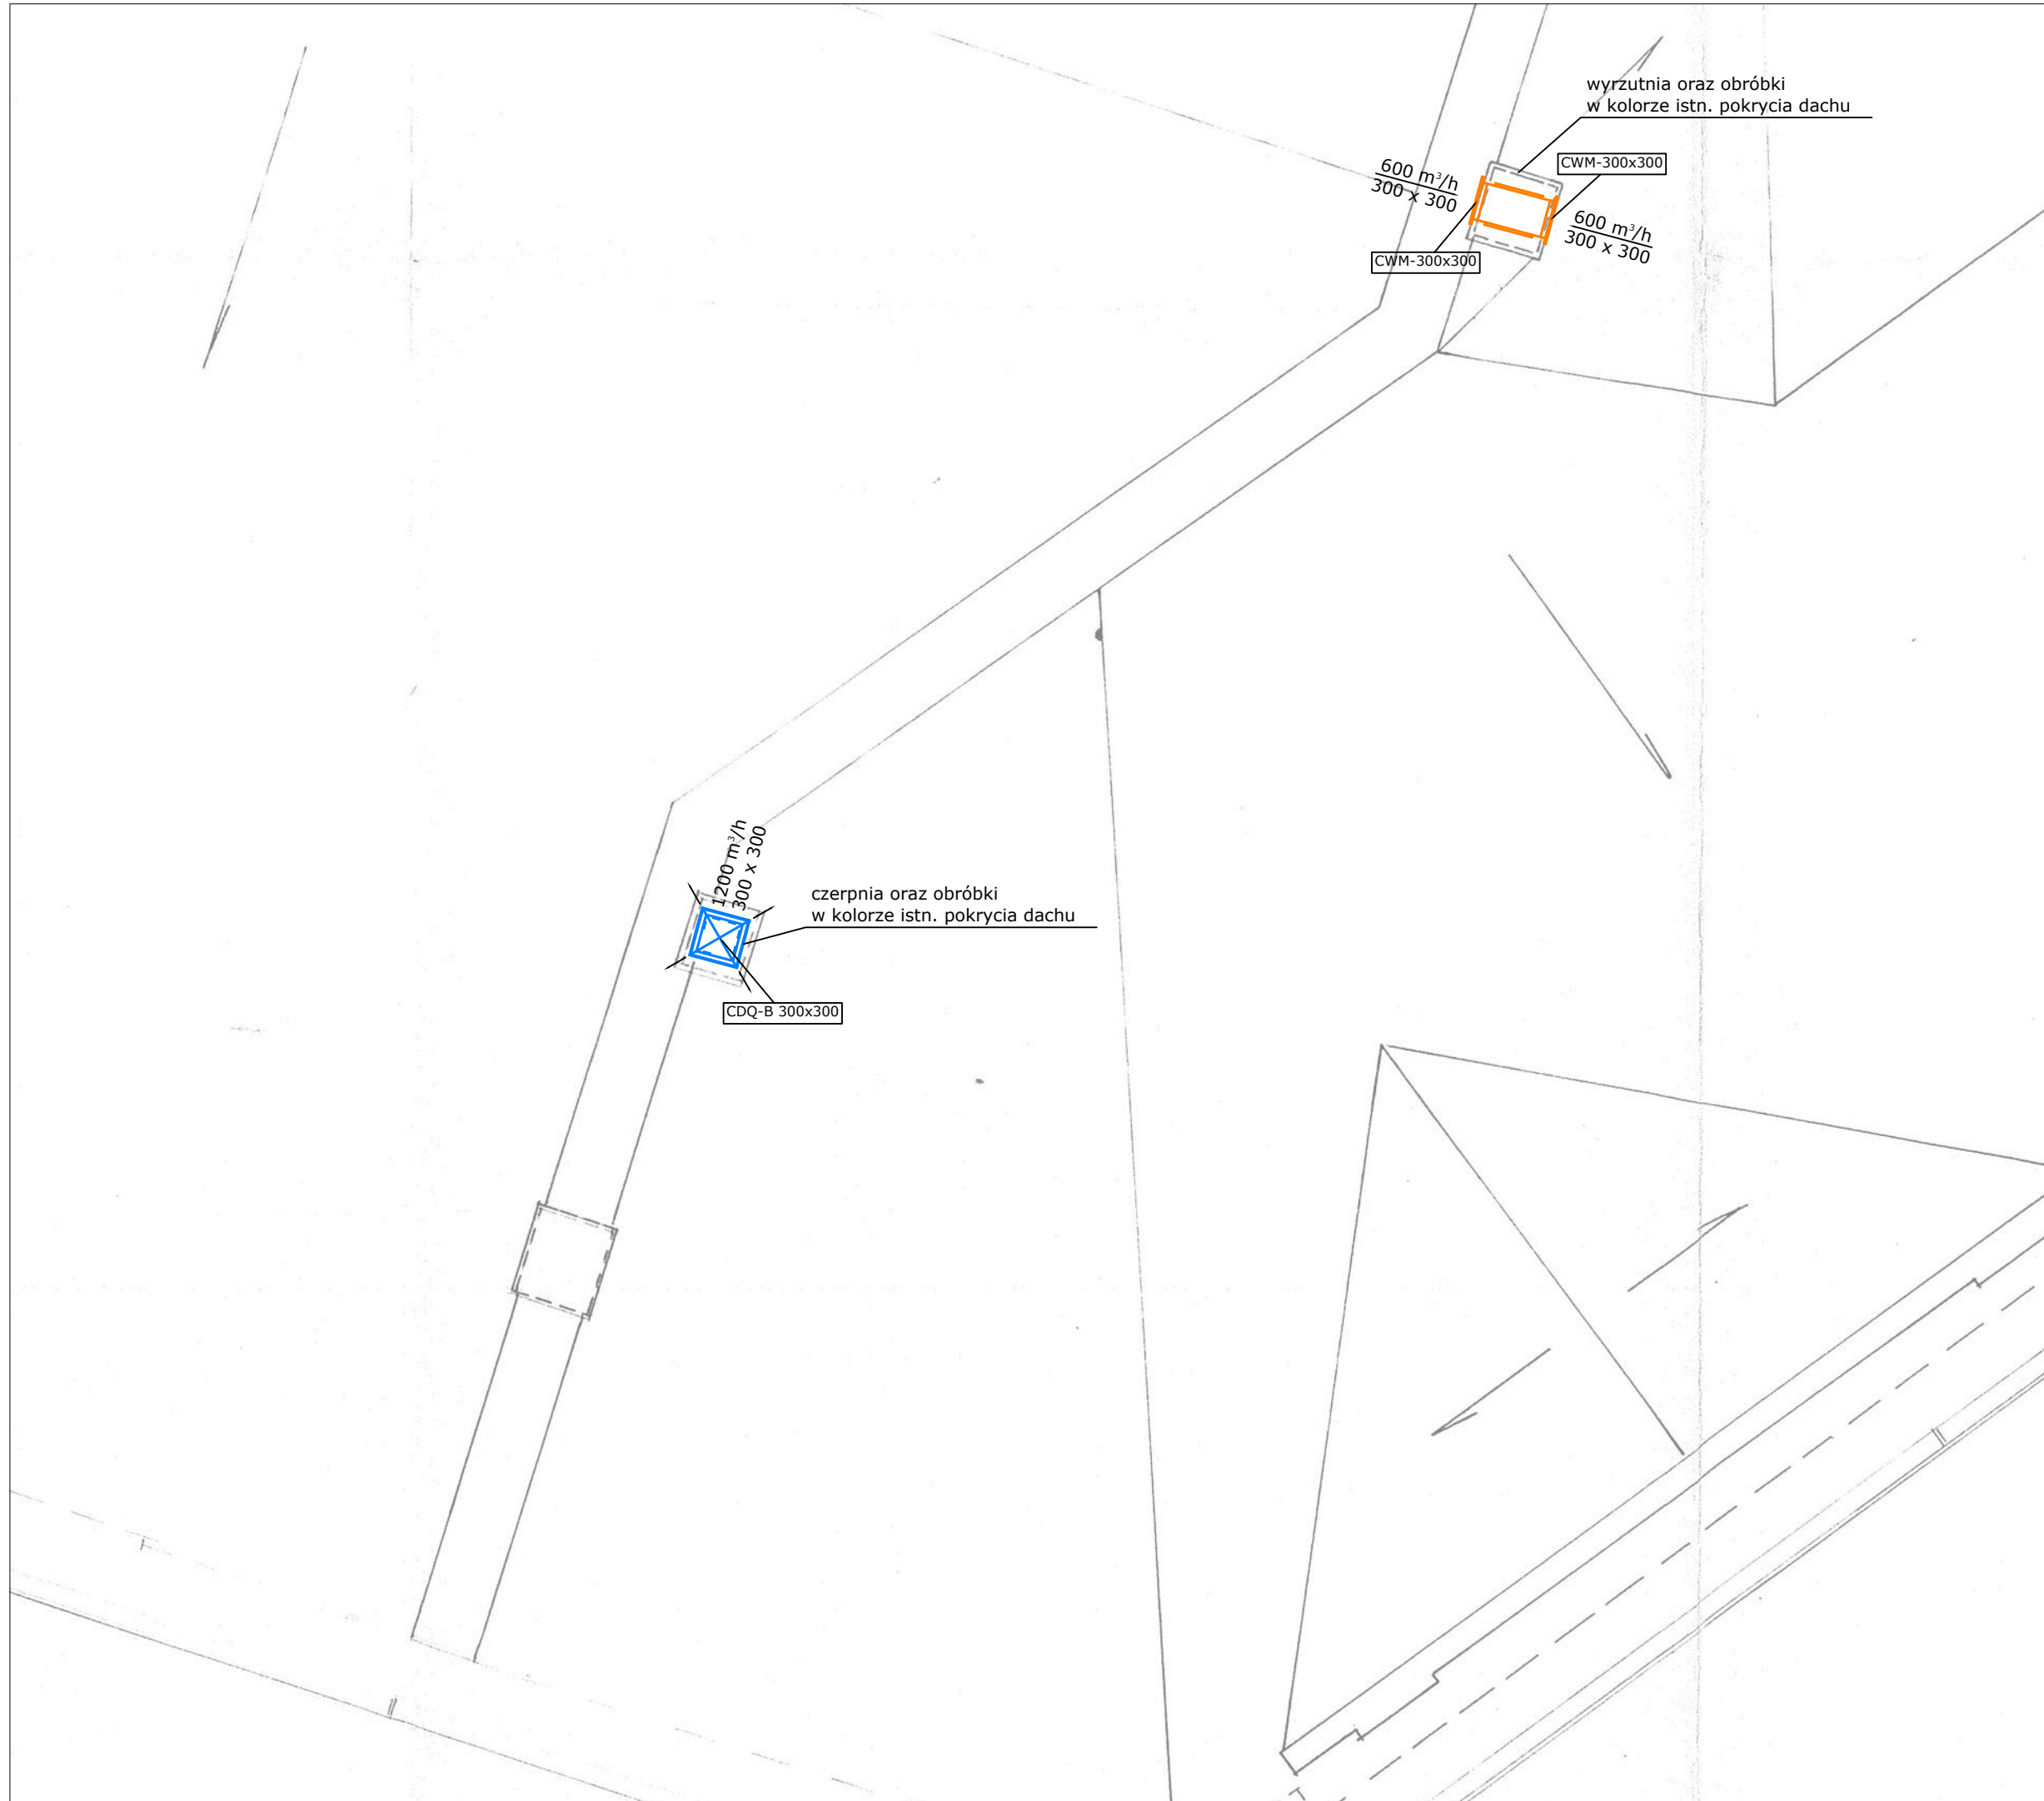 wyrzutnia oraz obróbki
w kolorze istn. pokrycia dachu
CWM-300x300
600 m³/h
300 x 300
600 m³/h
300 x 300
CWM-300x300
1200 m³/h
300 x 300
czerpnia oraz obróbki
w kolorze istn. pokrycia dachu
CDQ-B 300x300